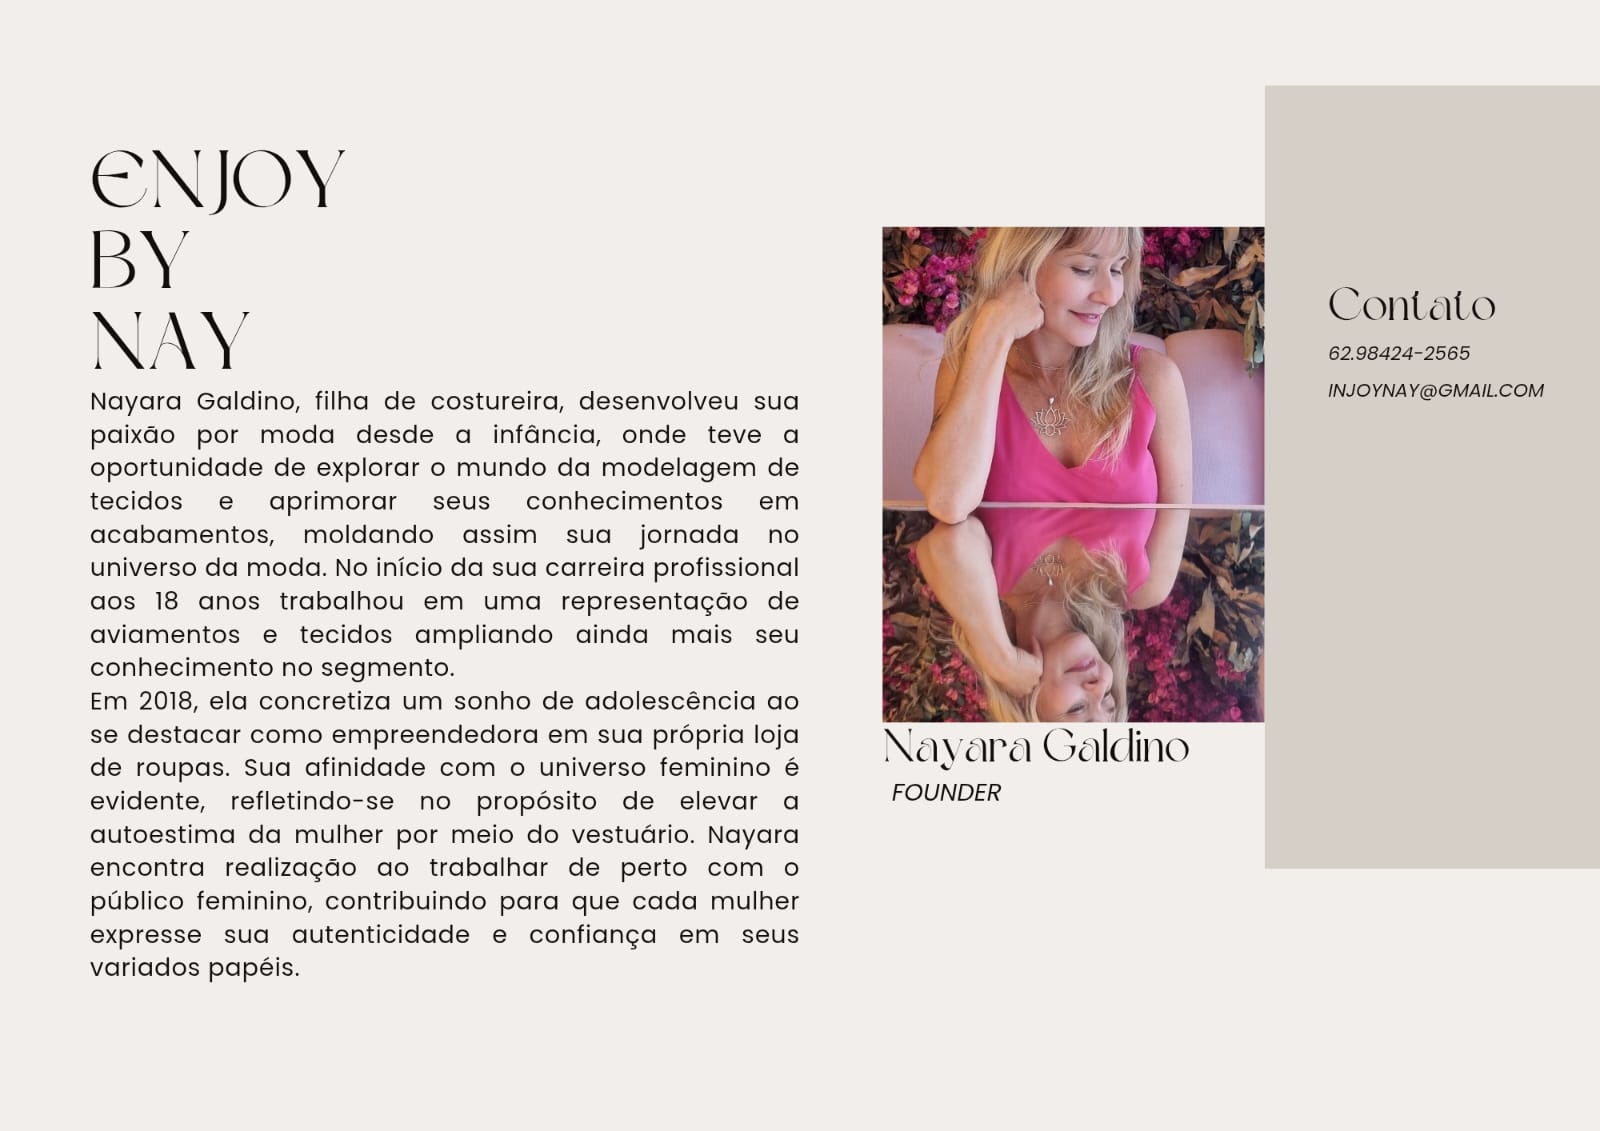 ENJOY
BY
NAY
Nayara Galdino, filha de costureira, desenvolveu sua
paixão por moda desde a infância, onde teve a
oportunidade de explorar o mundo da modelagem de
tecidos e aprimorar seus conhecimentos em
acabamentos, moldando assim sua jornada no
universo da moda. No início da sua carreira profissional
aos 18 anos trabalhou em uma representação de
aviamentos e tecidos ampliando ainda mais seu
conhecimento no segmento.
Em 2018, ela concretiza um sonho de adolescência ao
se destacar como empreendedora em sua própria loja
de roupas. Sua afinidade com o universo feminino é
evidente, refletindo-se no propósito de elevar a
autoestima da mulher por meio do vestuário. Nayara
encontra realização ao trabalhar de perto com o
público feminino, contribuindo para que cada mulher
expresse sua autenticidade e confiança em seus
variados papéis.
Nayara Galdino
FOUNDER
Contato
62.98424-2565
INJOYNAY@GMAIL.COM